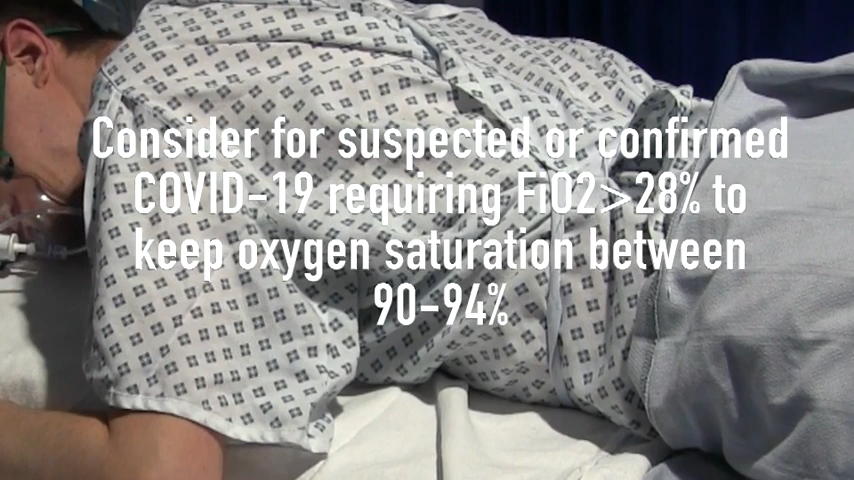 Consider for suspected or confirmed
COVID-19 requiring FiO2>28% to
keep oxygen saturation between
90-94%